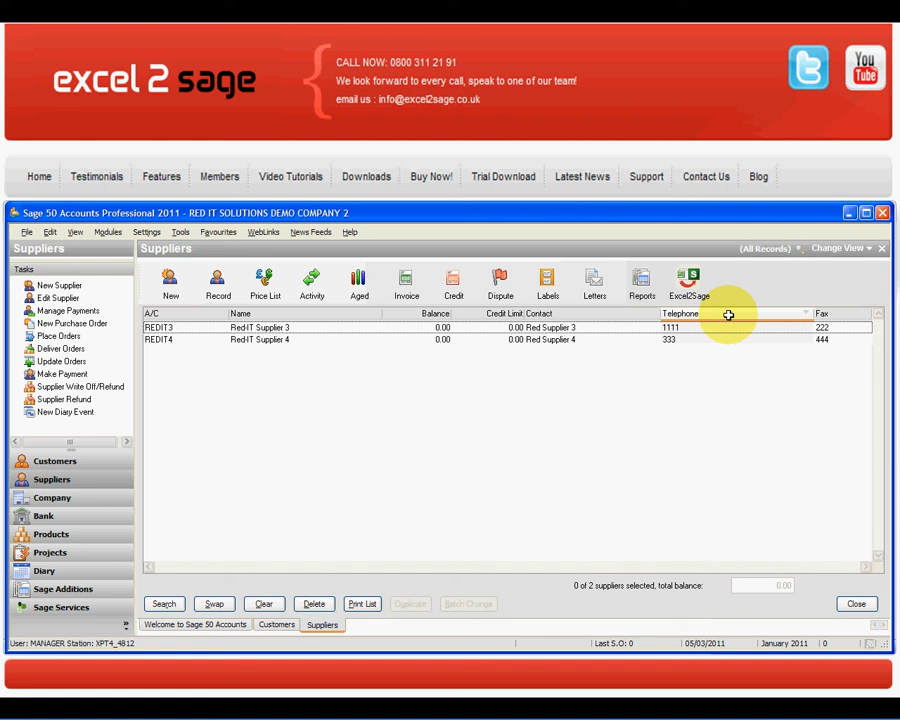 excel 2 sage
CALL NOW: 0800 311 21 91
We look forward to every call, speak to one of our team!
email us : info@excel2sage.co.uk
You
Tube
Home Testimonials Features Members Video Tutorials Downloads Buy Now! Trial Download Latest News Support Contact Us Blog
Sage 50 Accounts Professional 2011 - RED IT SOLUTIONS DEMO COMPANY 2
File Edit View Modules Settings Tools Favourites WebLinks News Feeds Help
Suppliers
Suppliers (All Records) Change View
Tasks
New Supplier
Edit Supplier
Manage Payments
New Purchase Order
Place Orders
Deliver Orders
Update Orders
Make Payment
Supplier Write Off/Refund
Supplier Refund
New Diary Event
Customers
Suppliers
Company
Bank
Products
Projects
Diary
Sage Additions
Sage Services
New Record Price List Activity Aged Invoice Credit Dispute Labels Letters Reports Excel2Sage
A/C Name Balance Credit Limit Contact Telephone Fax
REDIT3 Red-IT Supplier 3 0.00 0.00 Red Supplier 3 1111 222
REDIT4 Red-IT Supplier 4 0.00 0.00 Red Supplier 4 333 444
0 of 2 suppliers selected, total balance: 0.00
Search Swap Clear Delete Print List Duplicate Batch Change Close
Welcome to Sage 50 Accounts Customers Suppliers
User: MANAGER Station: XPT4_4812 Last S.O: 0 05/03/2011 January 2011 0